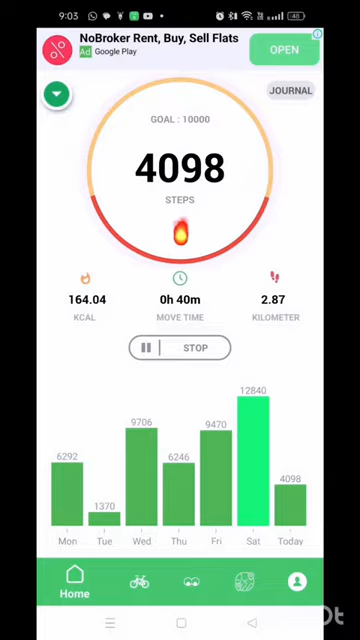 9:03
48
NoBroker Rent, Buy, Sell Flats
Ad Google Play
OPEN
JOURNAL
GOAL : 10000
4098
STEPS
164.04
KCAL
0h 40m
MOVE TIME
2.87
KILOMETER
STOP
6292
1370
9706
6246
9470
12840
4098
Mon Tue Wed Thu Fri Sat Today
Home